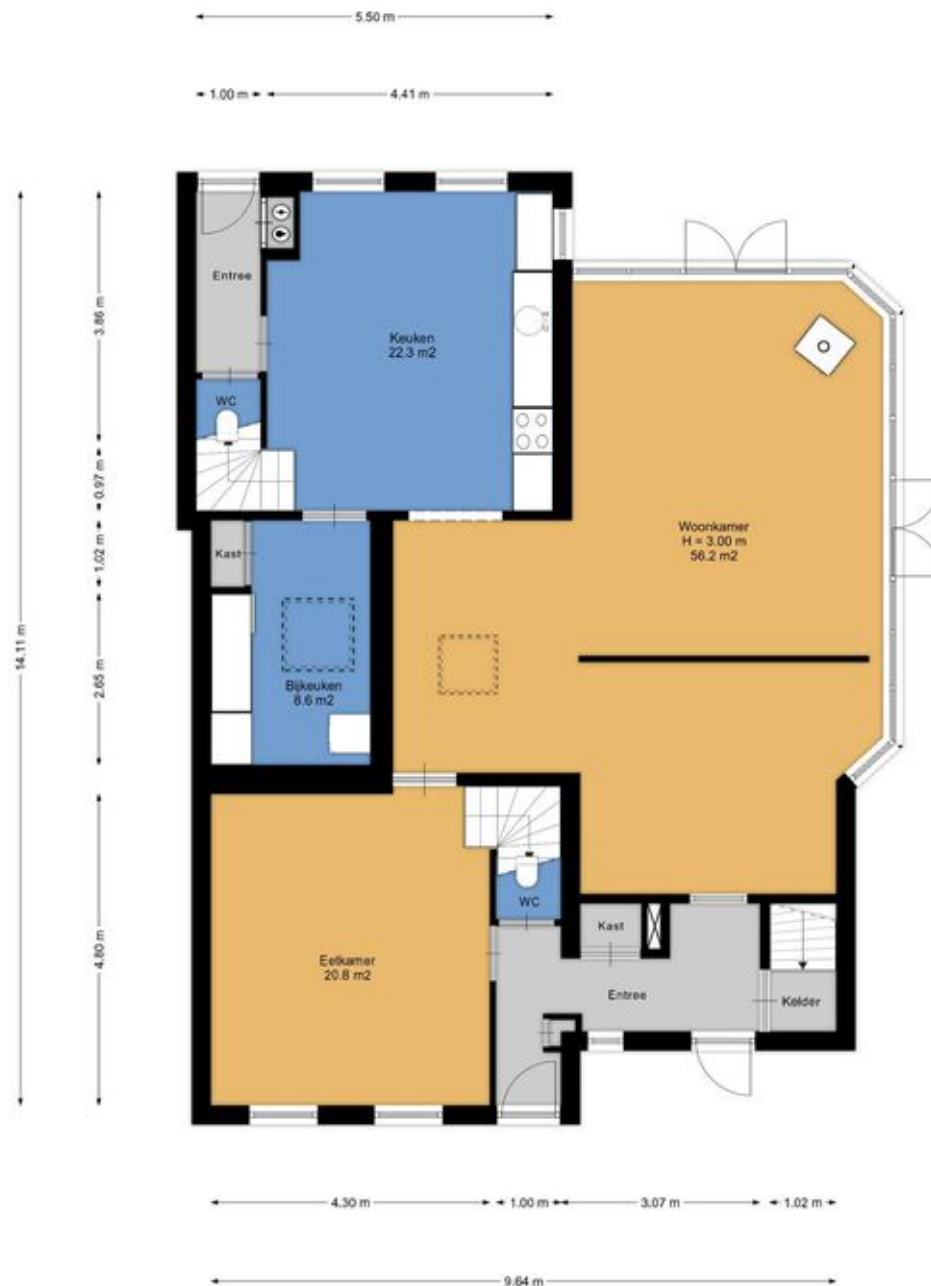 5.50 m
1.00 m
4.41 m
Entree
Keuken
22.3 m2
3.86 m
WC
0.97 m
Woonkamer
H = 3.00 m
56.2 m2
1.02 m
Kast
14.11 m
2.65 m
Bijkeuken
8.6 m2
WC
Kast
4.80 m
Eetkamer
20.8 m2
Entree
Kelder
4.30 m
1.00 m
3.07 m
1.02 m
9.64 m